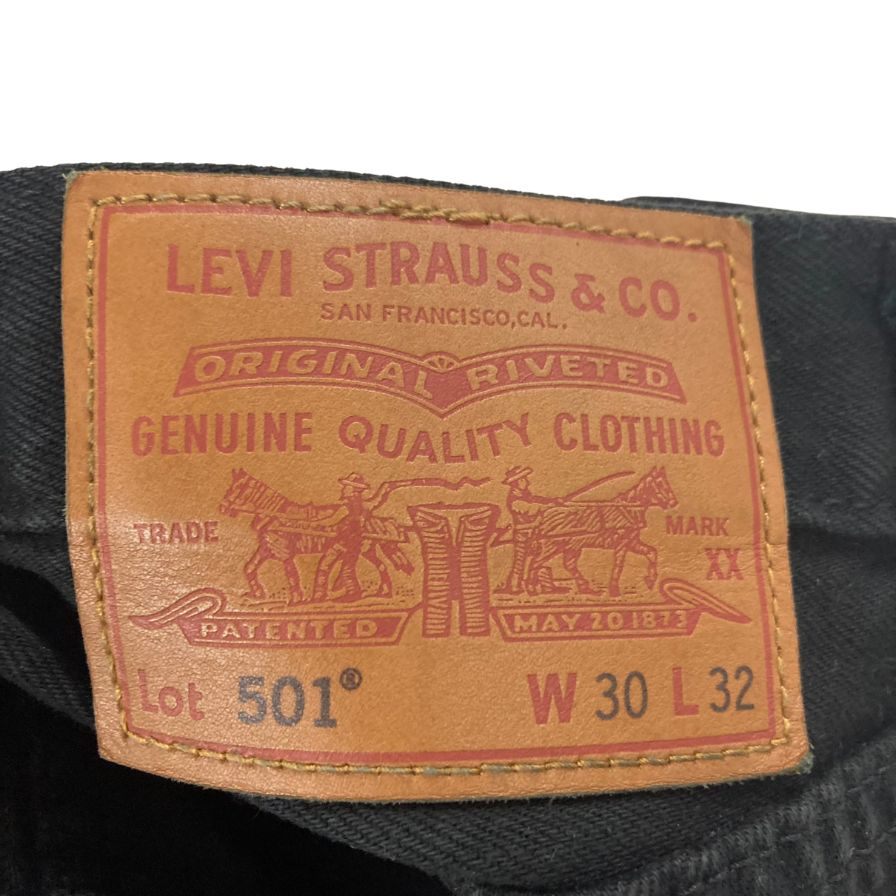 LEVI STRAUSS & CO.
SAN FRANCISCO, CAL.
ORIGINAL RIVETED
GENUINE QUALITY CLOTHING
TRADE MARK
XX
PATENTED MAY 20 1873
Lot 501® W 30 L 32